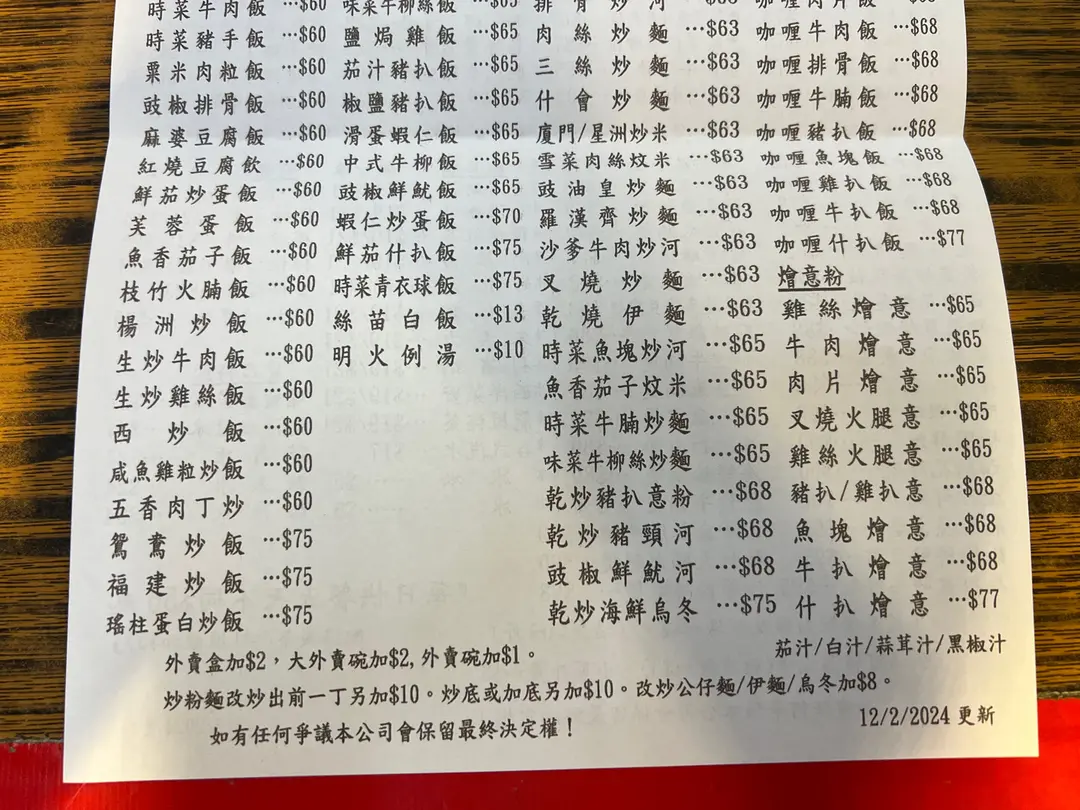 時菜牛肉飯 …$60
時菜豬手飯 …$60
粟米肉粒飯 …$60
豉椒排骨飯 …$60
麻婆豆腐飯 …$60
紅燒豆腐飲 …$60
鮮茄炒蛋飯 …$60
芙蓉蛋飯 …$60
魚香茄子飯 …$60
枝竹火腩飯 …$60
楊洲炒飯 …$60
生炒牛肉飯 …$60
生炒雞絲飯 …$60
西炒飯 …$60
咸魚雞粒炒飯 …$60
五香肉丁炒 …$60
鴛鴦炒飯 …$75
福建炒飯 …$75
瑤柱蛋白炒飯 …$75
味菜牛柳絲飯 …$65
鹽焗雞飯 …$65
茄汁豬扒飯 …$65
椒鹽豬扒飯 …$65
滑蛋蝦仁飯 …$65
中式牛柳飯 …$65
豉椒鮮魷飯 …$65
蝦仁炒蛋飯 …$70
鮮茄什扒飯 …$75
時菜青衣球飯 …$75
絲苗白飯 …$13
明火例湯 …$10
排骨炒河 …$63
肉絲炒麵 …$63
三絲炒麵 …$63
什會炒麵 …$63
廈門/星洲炒米 …$63
雪菜肉絲炆米 …$63
豉油皇炒麵 …$63
羅漢齊炒麵 …$63
沙爹牛肉炒河 …$63
叉燒炒麵 …$63
乾燒伊麵 …$63
時菜魚塊炒河 …$65
魚香茄子炆米 …$65
時菜牛腩炒麵 …$65
味菜牛柳絲炒麵 …$65
乾炒豬扒意粉 …$68
乾炒豬頸河 …$68
豉椒鮮魷河 …$68
乾炒海鮮烏冬 …$75
咖喱肉片飯 …$68
咖喱牛肉飯 …$68
咖喱排骨飯 …$68
咖喱牛腩飯 …$68
咖喱豬扒飯 …$68
咖喱魚塊飯 …$68
咖喱雞扒飯 …$68
咖喱牛扒飯 …$68
咖喱什扒飯 …$77
燴意粉
雞絲燴意 …$65
牛肉燴意 …$65
肉片燴意 …$65
叉燒火腿意 …$65
雞絲火腿意 …$65
豬扒/雞扒意 …$68
魚塊燴意 …$68
牛扒燴意 …$68
什扒燴意 …$77
茄汁/白汁/蒜茸汁/黑椒汁
外賣盒加$2，大外賣碗加$2,外賣碗加$1。
炒粉麵改炒出前一丁另加$10。炒底或加底另加$10。改炒公仔麵/伊麵/烏冬加$8。
如有任何爭議本公司會保留最終決定權！
12/2/2024 更新